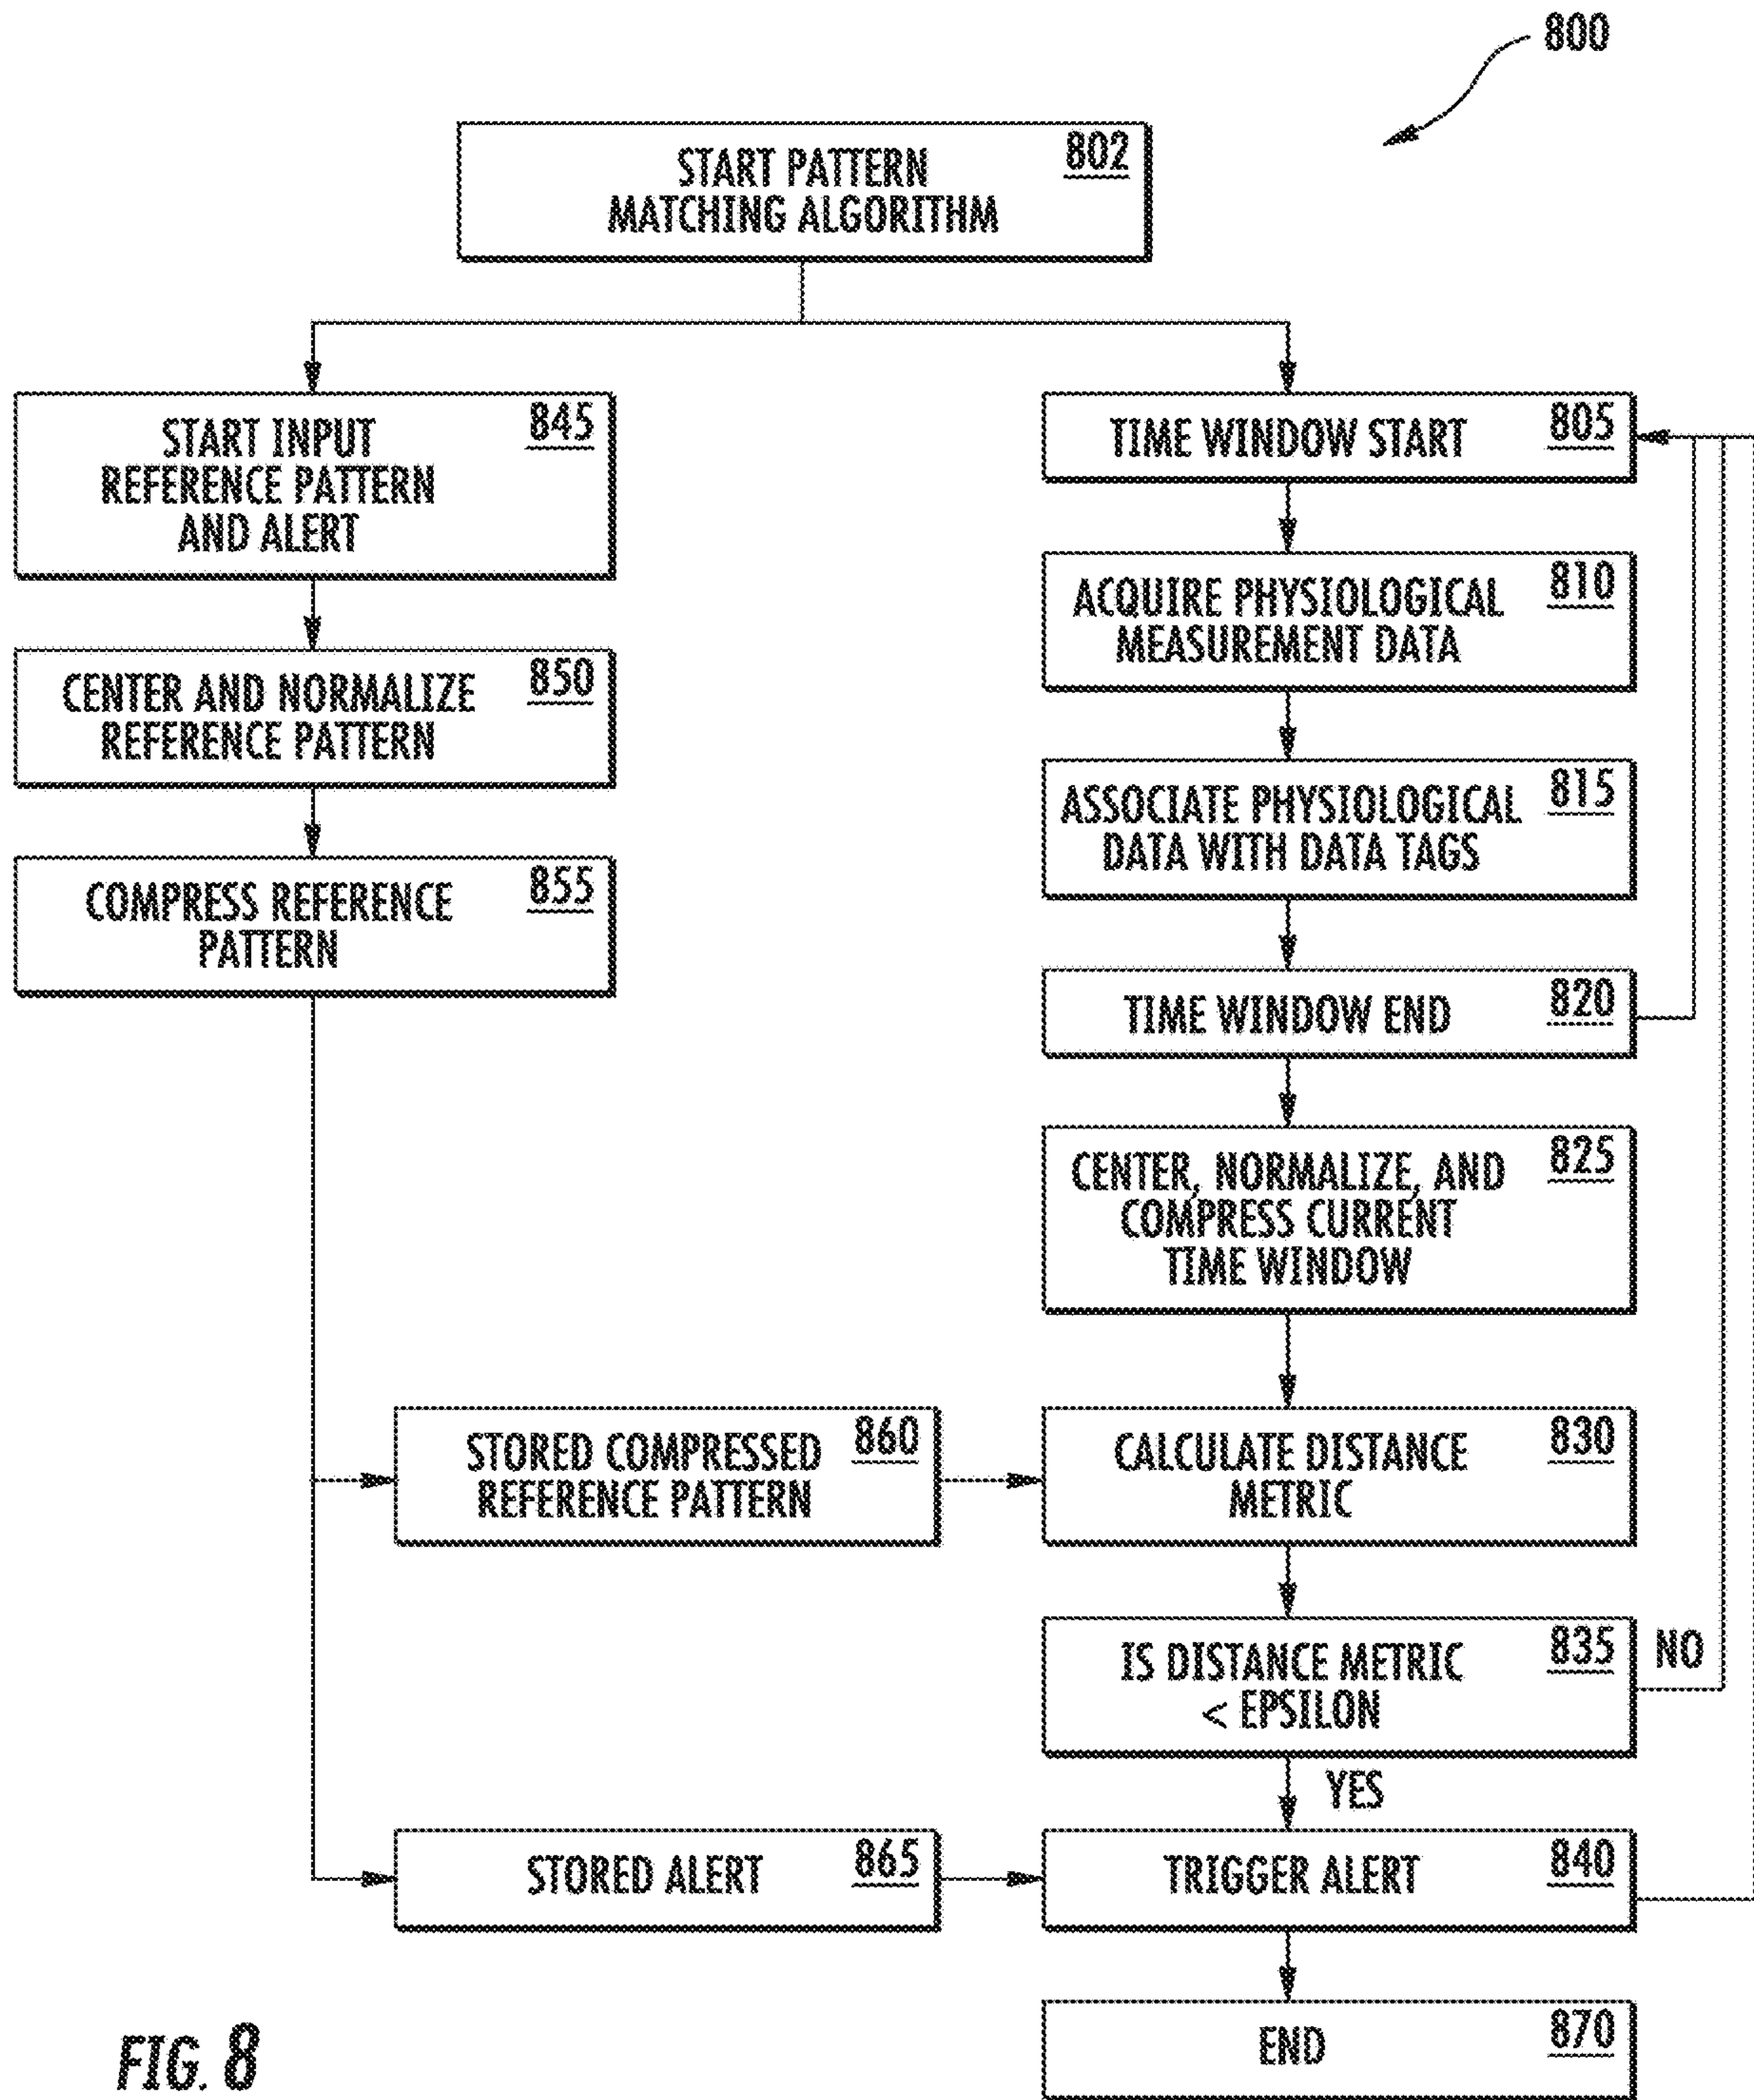 800
START PATTERN
MATCHING ALGORITHM
802
START INPUT
REFERENCE PATTERN
AND ALERT
845
CENTER AND NORMALIZE
REFERENCE PATTERN
850
COMPRESS REFERENCE
PATTERN
855
TIME WINDOW START
805
ACQUIRE PHYSIOLOGICAL
MEASUREMENT DATA
810
ASSOCIATE PHYSIOLOGICAL
DATA WITH DATA TAGS
815
TIME WINDOW END
820
CENTER, NORMALIZE, AND
COMPRESS CURRENT
TIME WINDOW
825
STORED COMPRESSED
REFERENCE PATTERN
860
CALCULATE DISTANCE
METRIC
830
IS DISTANCE METRIC
< EPSILON
835
NO
YES
STORED ALERT
865
TRIGGER ALERT
840
END
870
FIG. 8